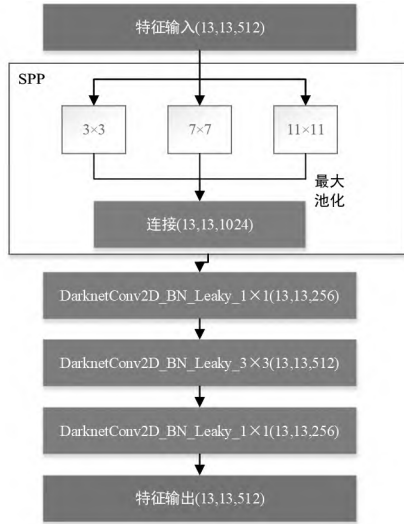 特征输入(13,13,512)
SPP
3×3
7×7
11×11
最大
池化
连接(13,13,1024)
DarknetConv2D_BN_Leaky_1×1(13,13,256)
DarknetConv2D_BN_Leaky_3×3(13,13,512)
DarknetConv2D_BN_Leaky_1×1(13,13,256)
特征输出(13,13,512)